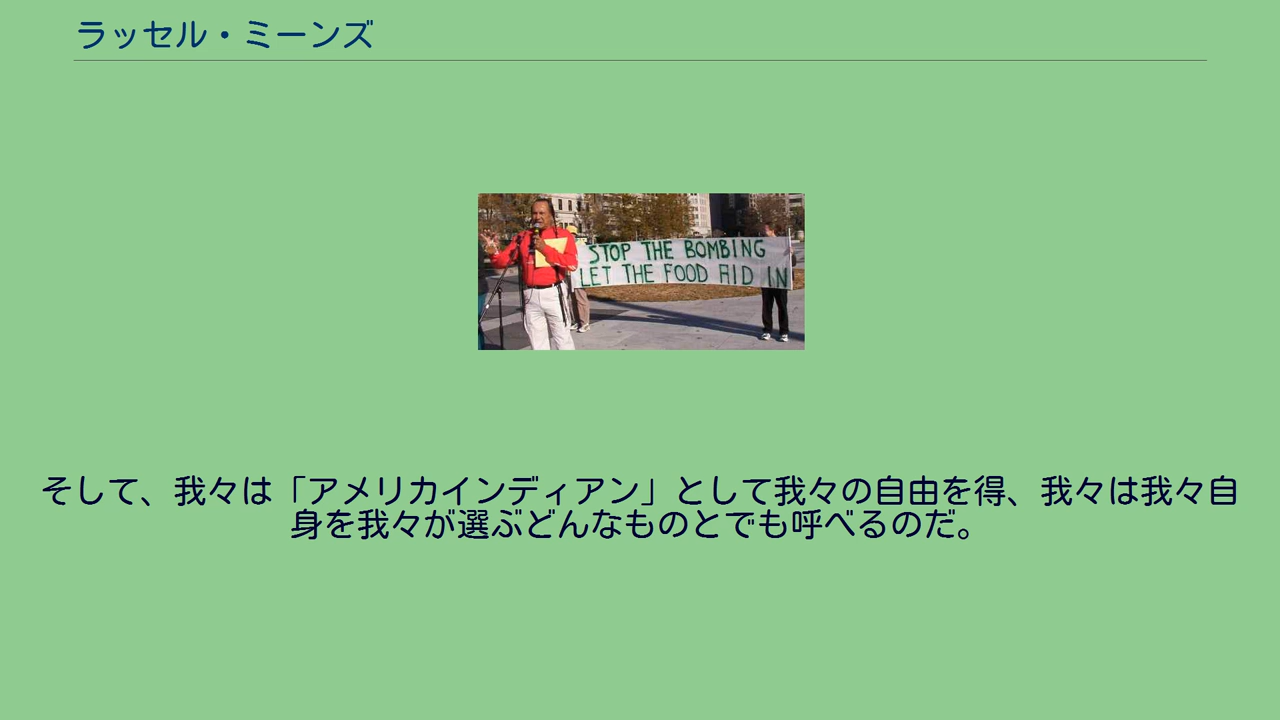 ラッセル・ミーンズ
STOP THE BOMBING
LET THE FOOD AID IN
そして、我々は「アメリカインディアン」として我々の自由を得、我々は我々自
身を我々が選ぶどんなものとでも呼べるのだ。